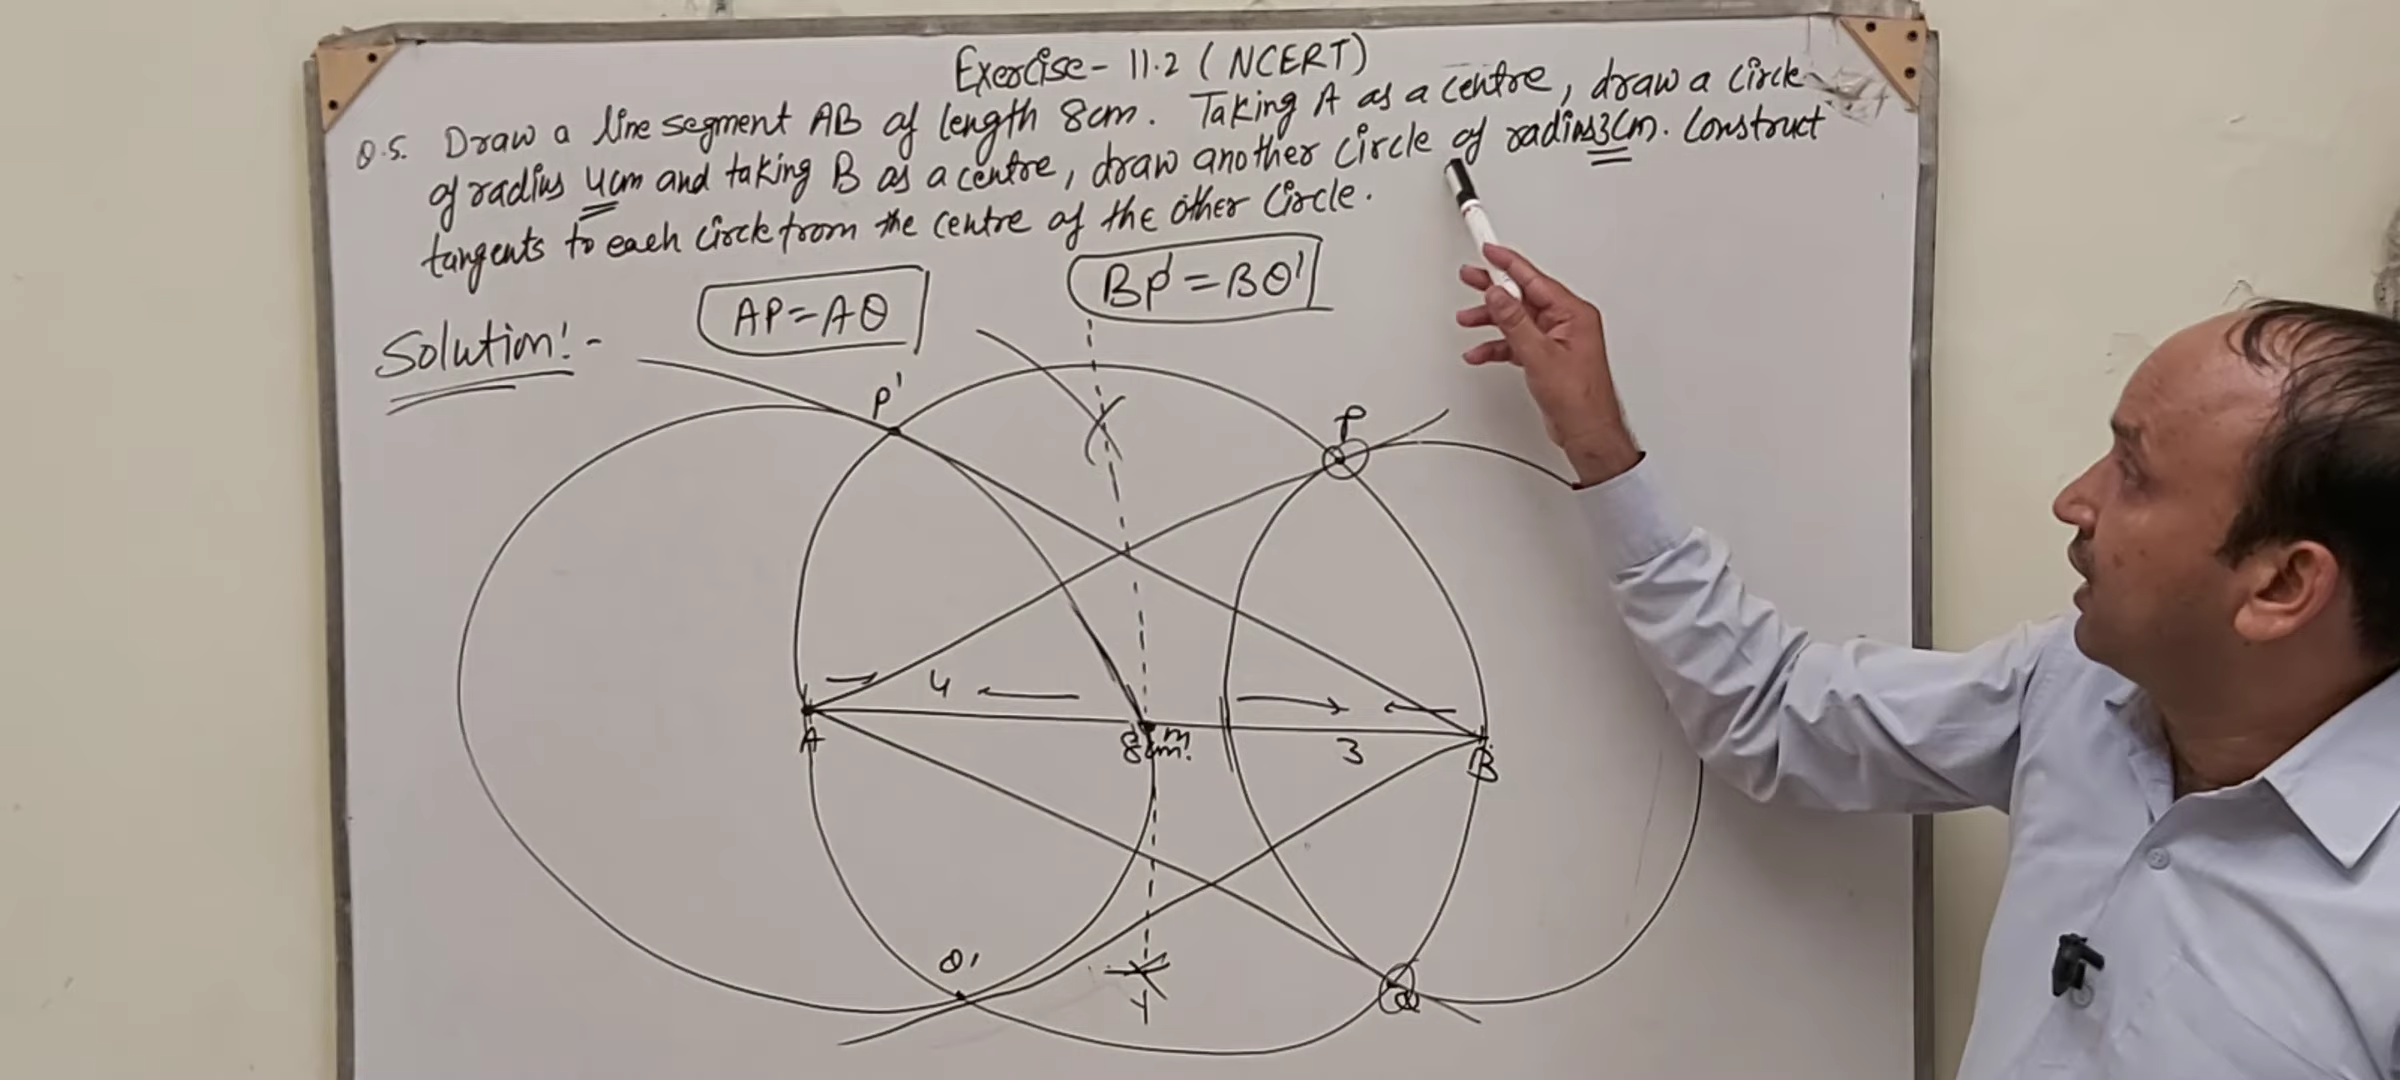 Exercise - 11.2 ( NCERT )
Q.5. Draw a line segment AB of length 8cm. Taking A as a centre, draw a circle
of radius 4cm and taking B as a centre, draw another circle of radius 3cm. Construct
tangents to each circle from the centre of the other circle.
AP = AQ
BP' = BQ'
Solution:-
P'
P
4
A
8cm
m
3
B
Q'
Y
Q